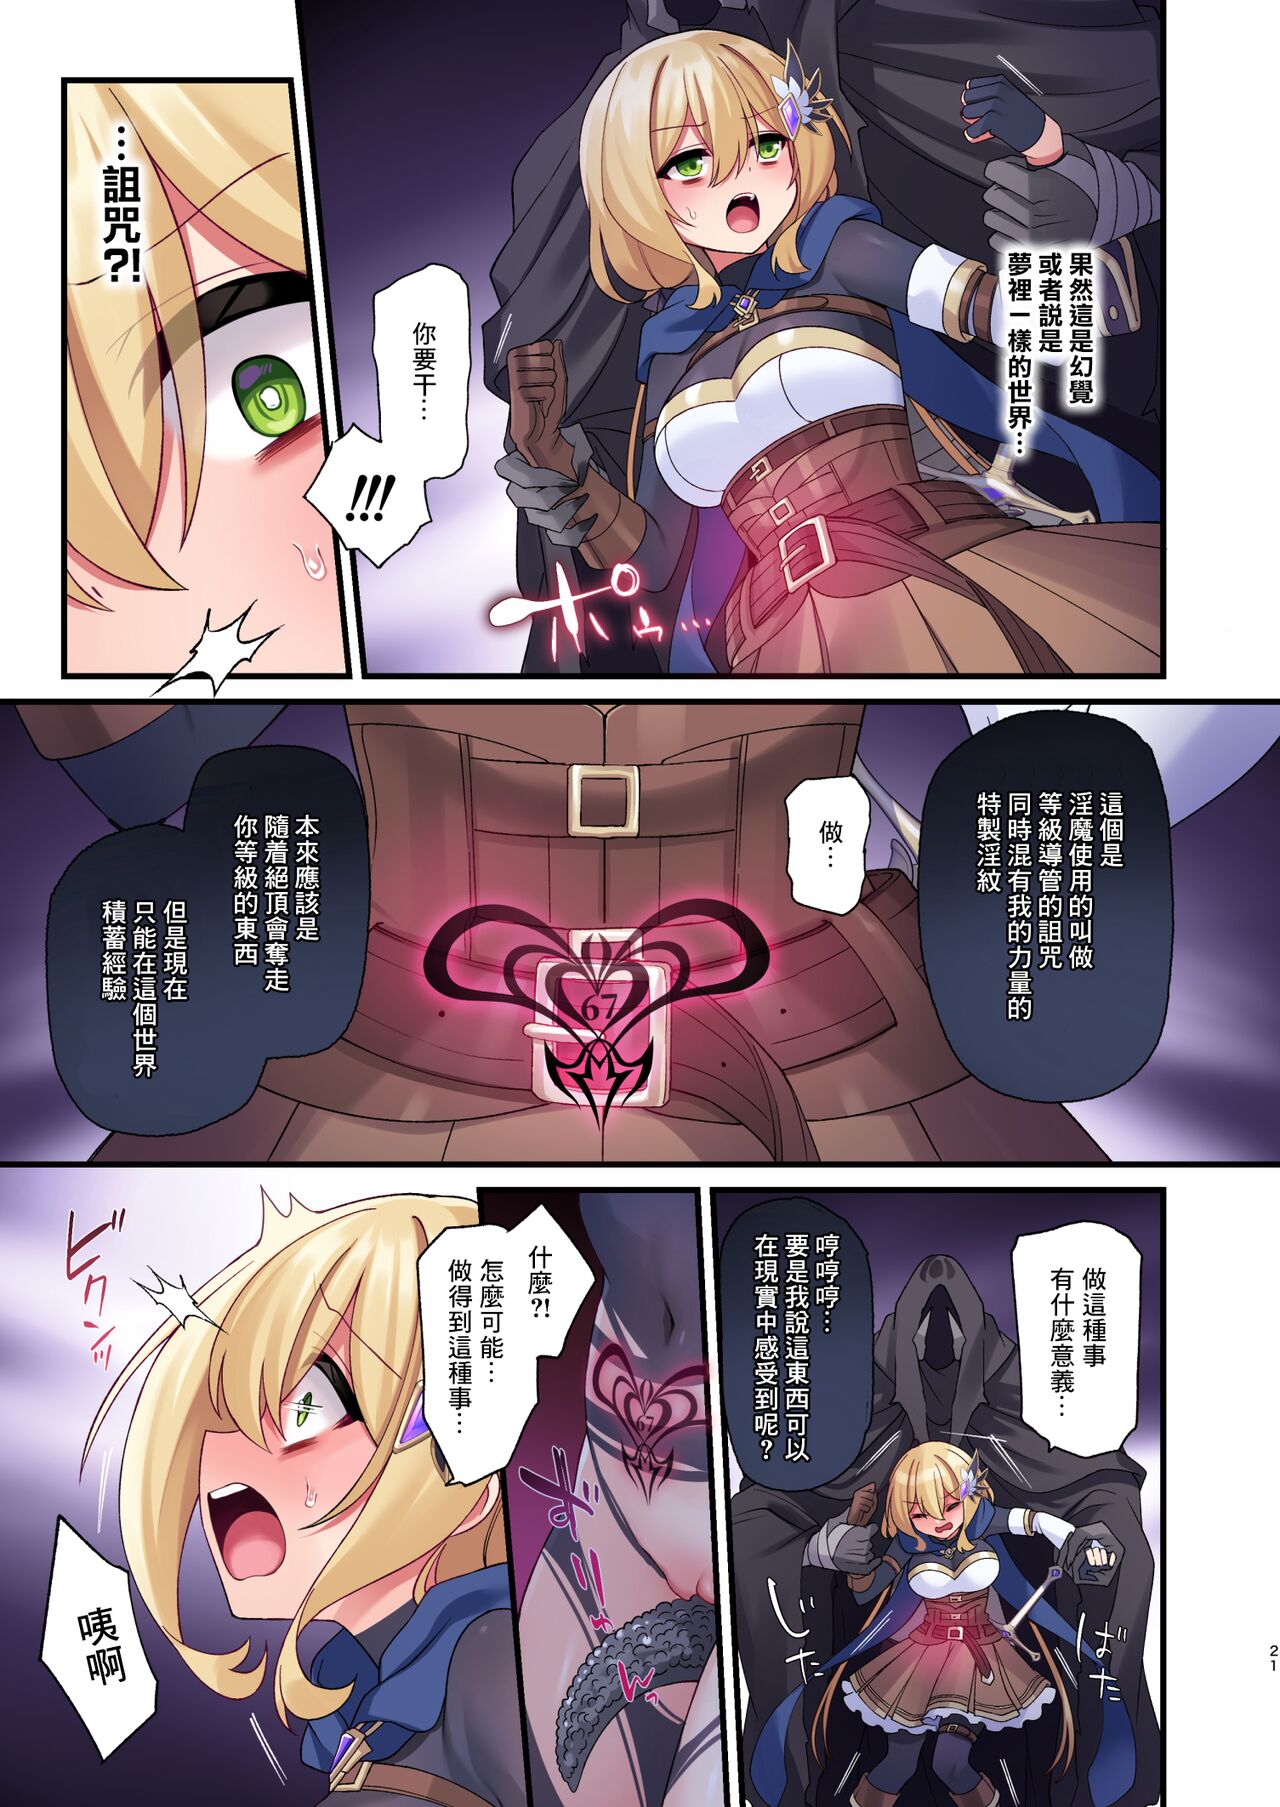 果然這是幻覺
或者說是
夢裡一樣的世界…
你要干…
!!!
ポゥ…
…詛咒?!
這個是
淫魔使用的叫做
等級導管的詛咒
同時混有我的力量的
特製淫紋
做…
67
本來應該是
隨着絕頂會奪走
你等級的東西
但是現在
只能在這個世界
積蓄經驗
做這種事
有什麼意義…
哼哼哼…
要是我說這東西可以
在現實中感受到呢?
じた
ばた
什麼?!
怎麼可能…
做得到這種事…
67
ビクンッ
咦啊
21